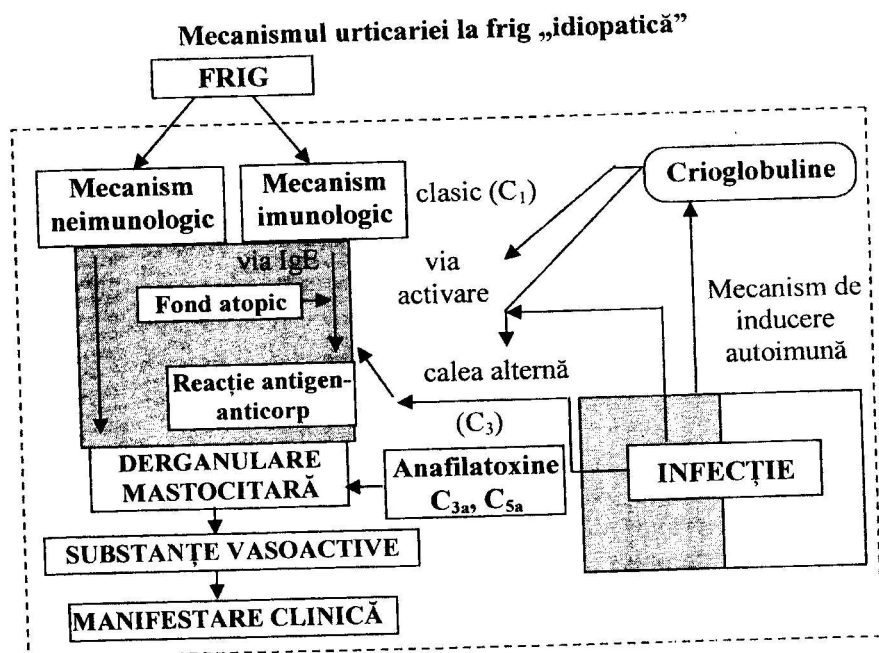 Mecanismul urticariei la frig „idiopatică”
FRIG
Mecanism
neimunologic
Mecanism
imunologic
clasic (C₁)
Crioglobuline
via IgE
via
activare
Fond atopic
Mecanism de
inducere
autoimună
Reacție antigen-
anticorp
calea alternă
(C₃)
DERGANULARE
MASTOCITARĂ
Anafilatoxine
C₃ₐ, C₅ₐ
INFECȚIE
SUBSTANȚE VASOACTIVE
MANIFESTARE CLINICĂ